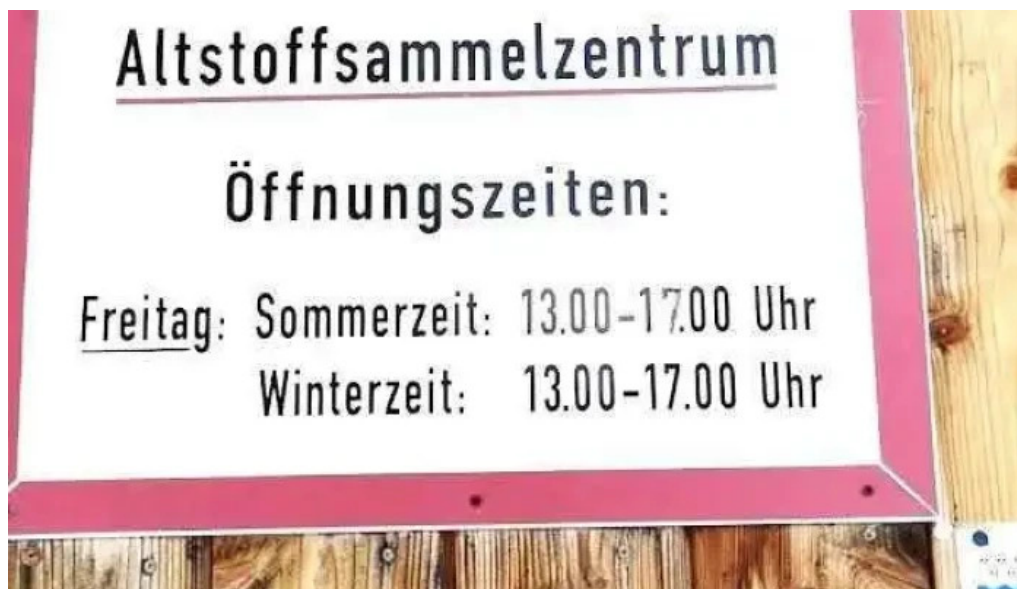 Altstoffsammelzentrum
Öffnungszeiten:
Freitag: Sommerzeit: 13.00-17.00 Uhr
Winterzeit: 13.00-17.00 Uhr